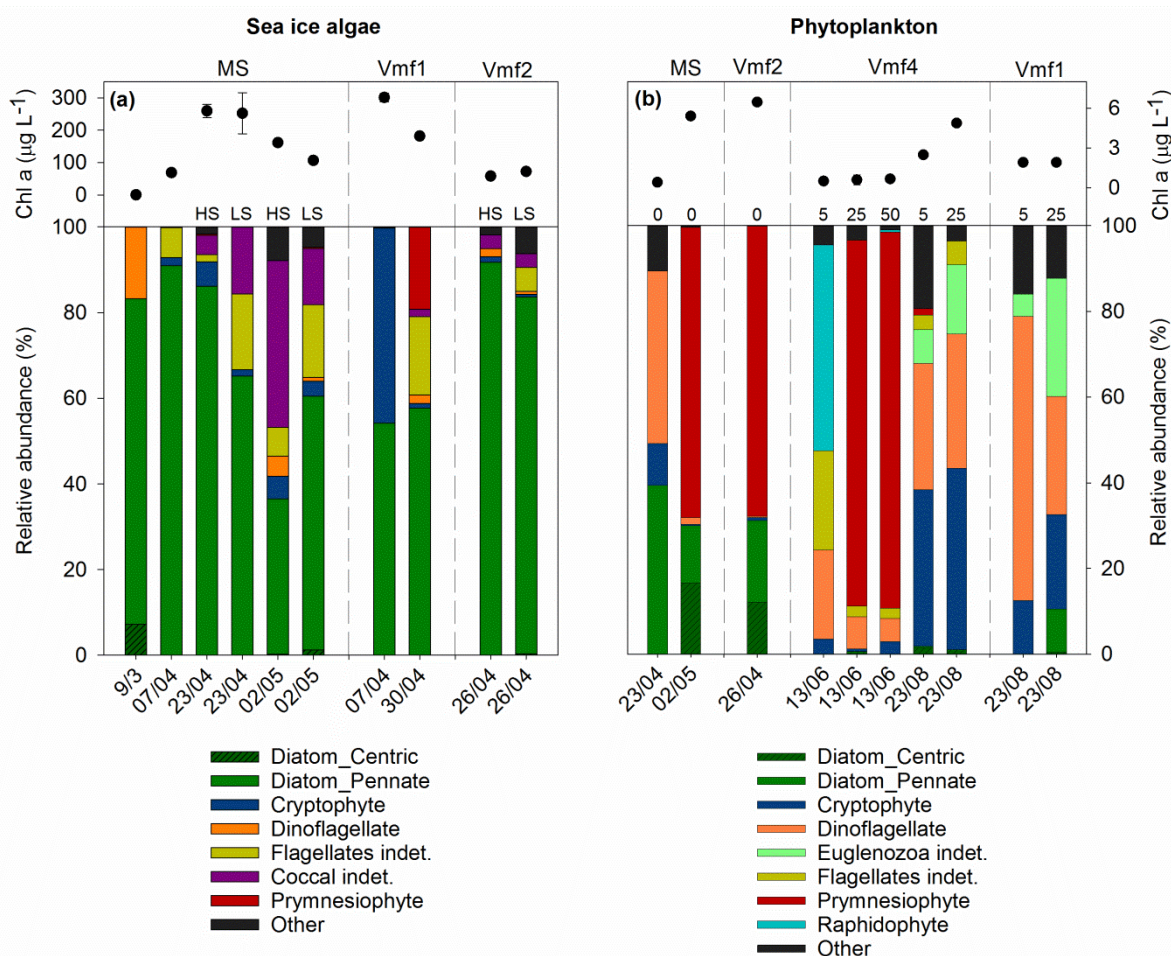 Sea ice algae
MS Vmf1 Vmf2
(a)
Chl a (µg L-1)
300
200
100
0
HS LS HS LS HS LS
Relative abundance (%)
100
80
60
40
20
0
9/3 07/04 23/04 23/04 02/05 02/05 07/04 30/04 26/04 26/04
Diatom_Centric
Diatom_Pennate
Cryptophyte
Dinoflagellate
Flagellates indet.
Coccal indet.
Prymnesiophyte
Other
Phytoplankton
MS Vmf2 Vmf4 Vmf1
(b)
6
3
0
Chl a (µg L-1)
0 0 0 5 25 50 5 25 5 25
100
80
60
40
20
0
Relative abundance (%)
23/04 02/05 26/04 13/06 13/06 13/06 23/08 23/08 23/08 23/08
Diatom_Centric
Diatom_Pennate
Cryptophyte
Dinoflagellate
Euglenozoa indet.
Flagellates indet.
Prymnesiophyte
Raphidophyte
Other